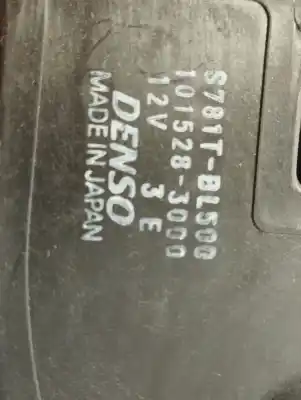 S781T-BL500
101528-3000
12V 3 E
DENSO
MADE IN JAPAN